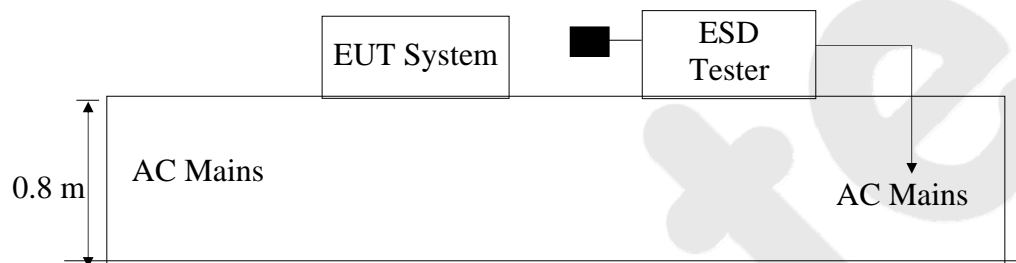 EUT System
ESD
Tester
0.8 m
AC Mains
AC Mains